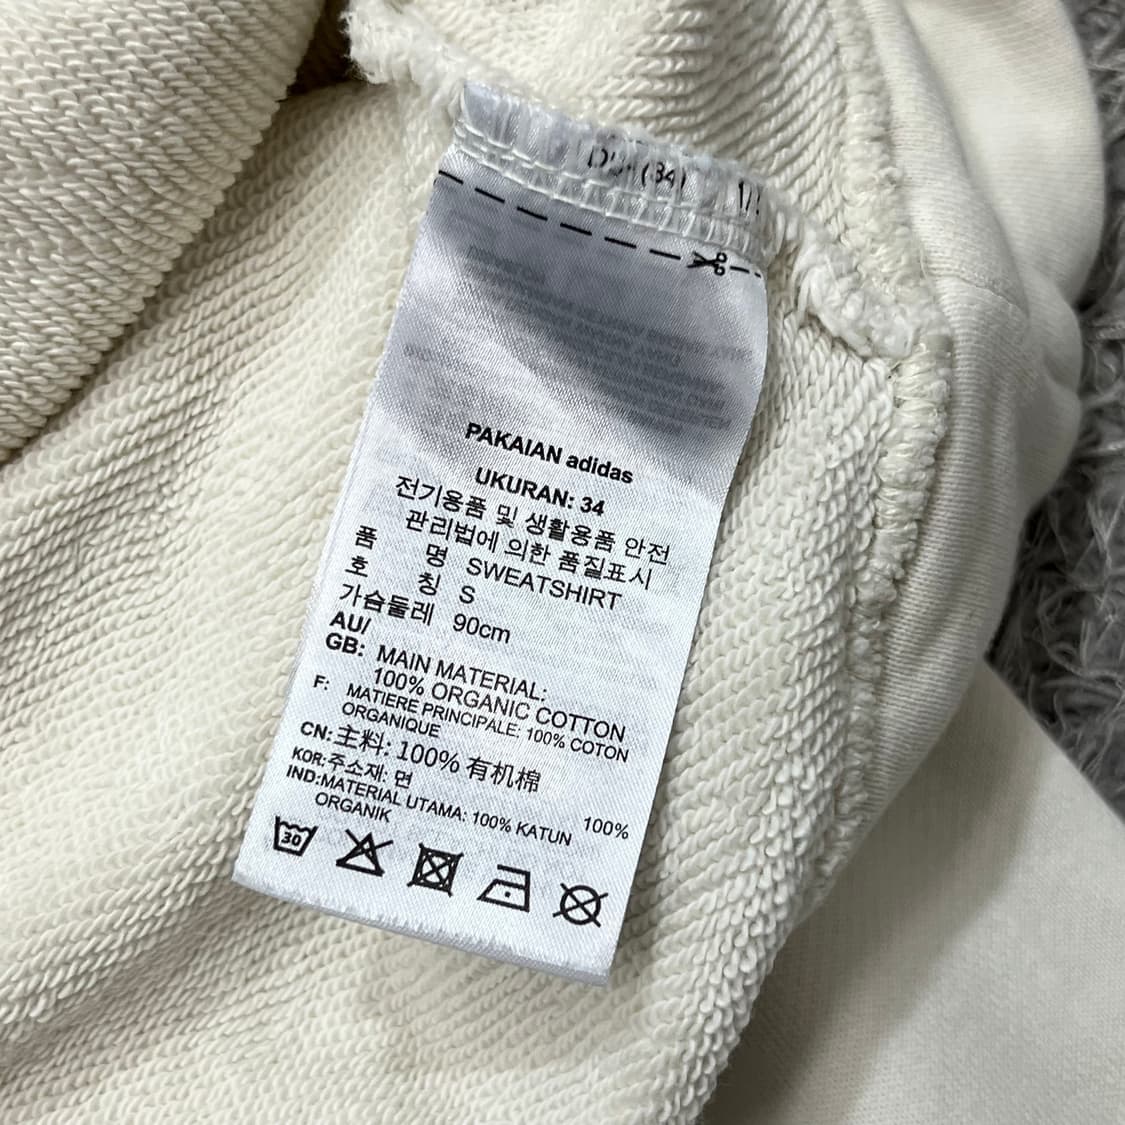 (34)
PAKAIAN adidas
UKURAN: 34
전기용품 및 생활용품 안전
관리법에 의한 품질표시
품 명 SWEATSHIRT
호 칭 S
가슴둘레 90cm
AU/
GB: MAIN MATERIAL:
100% ORGANIC COTTON
F: MATIERE PRINCIPALE: 100% COTON
ORGANIQUE
CN: 主料: 100% 有机棉
KOR: 주소재: 면 100%
IND: MATERIAL UTAMA: 100% KATUN
ORGANIK
30